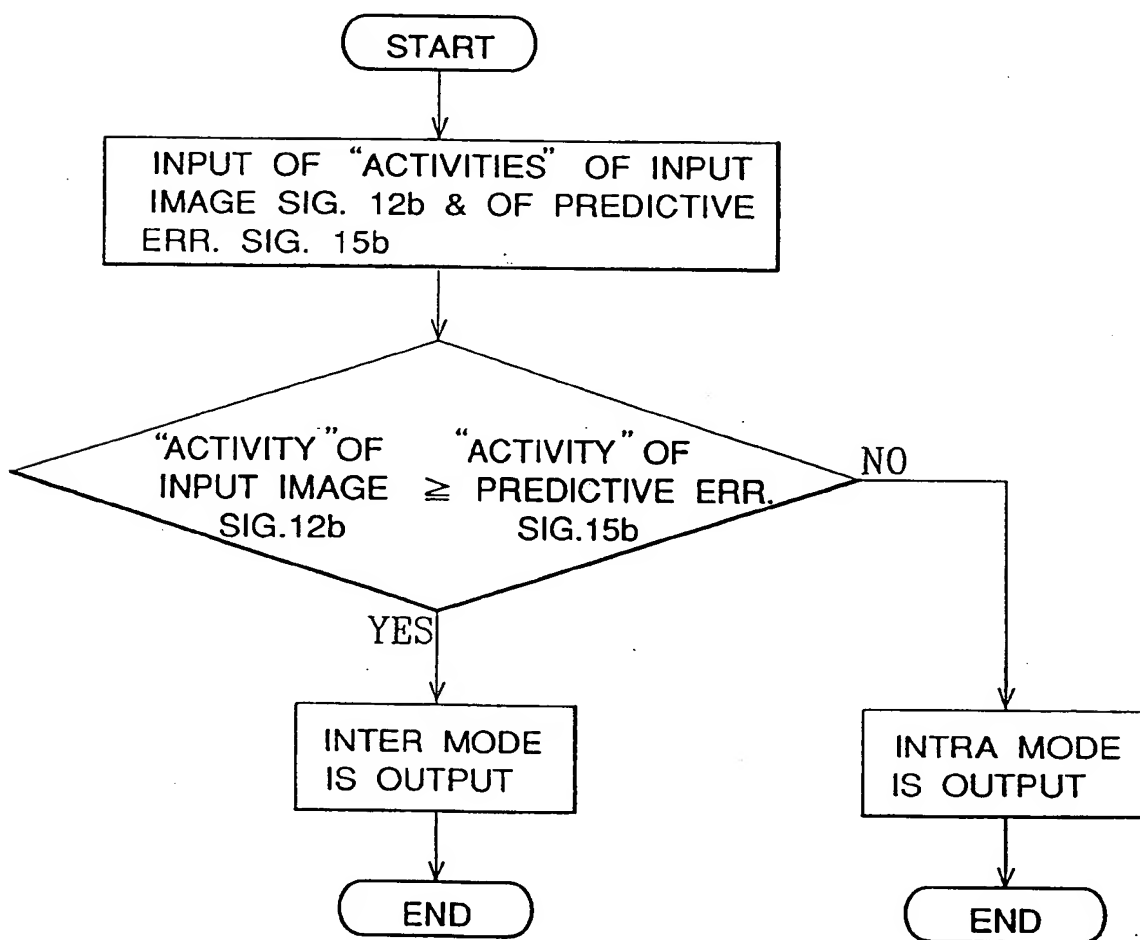 START
INPUT OF “ACTIVITIES” OF INPUT
IMAGE SIG. 12b & OF PREDICTIVE
ERR. SIG. 15b
“ACTIVITY” OF
INPUT IMAGE
SIG.12b
≧
“ACTIVITY” OF
PREDICTIVE ERR.
SIG.15b
NO
YES
INTER MODE
IS OUTPUT
INTRA MODE
IS OUTPUT
END
END